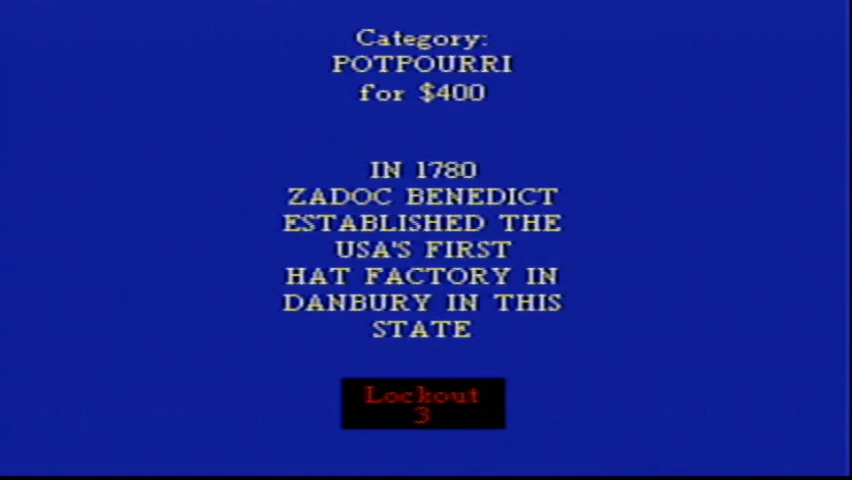 Category:
POTPOURRI
for $400
IN 1780
ZADOC BENEDICT
ESTABLISHED THE
USA'S FIRST
HAT FACTORY IN
DANBURY IN THIS
STATE
Lockout
3